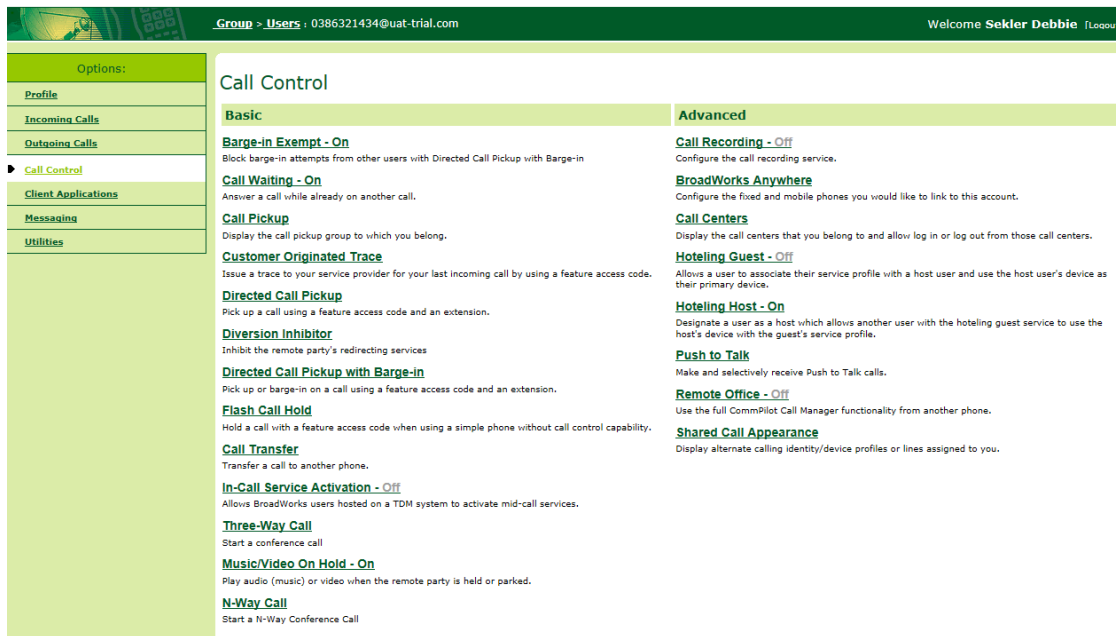 Group > Users : 0386321434@uat-trial.com
Welcome Sekler Debbie [Logou
Options:
Profile
Incoming Calls
Outgoing Calls
Call Control
Client Applications
Messaging
Utilities
Call Control
Basic
Barge-in Exempt - On
Block barge-in attempts from other users with Directed Call Pickup with Barge-in
Call Waiting - On
Answer a call while already on another call.
Call Pickup
Display the call pickup group to which you belong.
Customer Originated Trace
Issue a trace to your service provider for your last incoming call by using a feature access code.
Directed Call Pickup
Pick up a call using a feature access code and an extension.
Diversion Inhibitor
Inhibit the remote party's redirecting services
Directed Call Pickup with Barge-in
Pick up or barge-in on a call using a feature access code and an extension.
Flash Call Hold
Hold a call with a feature access code when using a simple phone without call control capability.
Call Transfer
Transfer a call to another phone.
In-Call Service Activation - Off
Allows BroadWorks users hosted on a TDM system to activate mid-call services.
Three-Way Call
Start a conference call
Music/Video On Hold - On
Play audio (music) or video when the remote party is held or parked.
N-Way Call
Start a N-Way Conference Call
Advanced
Call Recording - Off
Configure the call recording service.
BroadWorks Anywhere
Configure the fixed and mobile phones you would like to link to this account.
Call Centers
Display the call centers that you belong to and allow log in or log out from those call centers.
Hoteling Guest - Off
Allows a user to associate their service profile with a host user and use the host user's device as
their primary device.
Hoteling Host - On
Designate a user as a host which allows another user with the hoteling guest service to use the
host's device with the guest's service profile.
Push to Talk
Make and selectively receive Push to Talk calls.
Remote Office - Off
Use the full CommPilot Call Manager functionality from another phone.
Shared Call Appearance
Display alternate calling identity/device profiles or lines assigned to you.